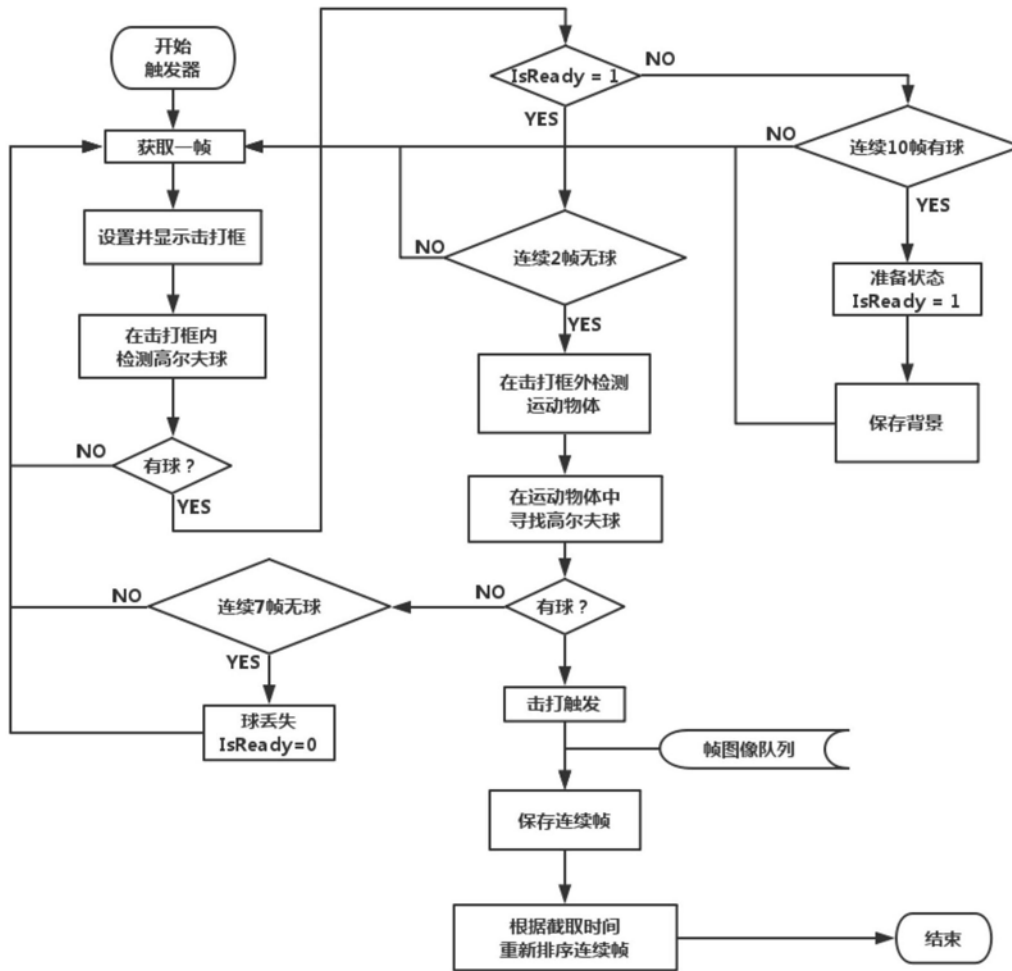 开始
触发器
获取一帧
设置并显示击打框
在击打框内
检测高尔夫球
有球？
NO
YES
IsReady = 1
NO
YES
连续10帧有球
NO
YES
准备状态
IsReady = 1
保存背景
连续2帧无球
NO
YES
在击打框外检测
运动物体
在运动物体中
寻找高尔夫球
有球？
NO
连续7帧无球
NO
YES
球丢失
IsReady=0
击打触发
帧图像队列
保存连续帧
根据截取时间
重新排序连续帧
结束